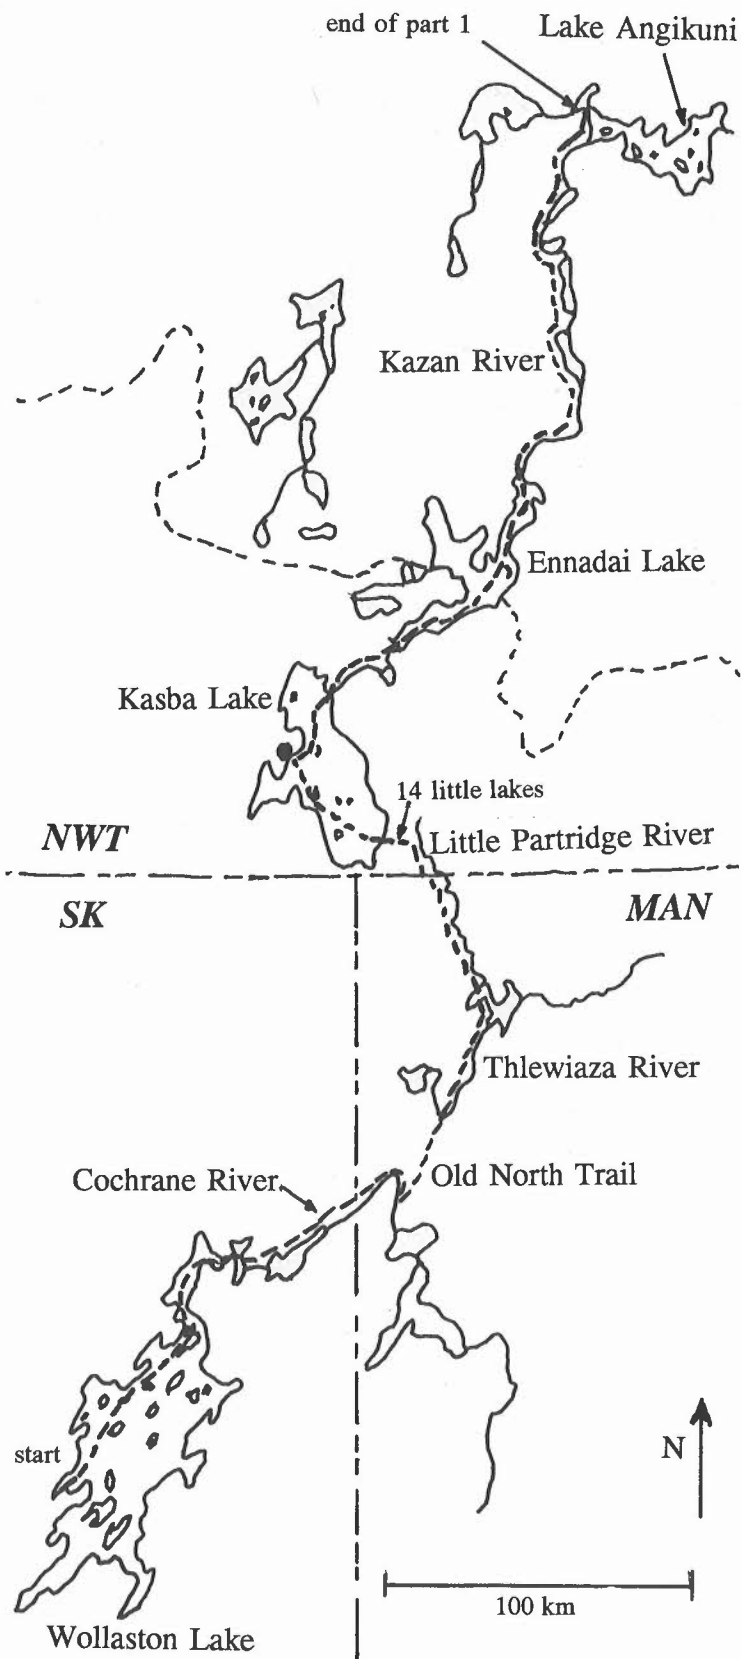 end of part 1
Lake Angikuni
Kazan River
Ennadai Lake
Kasba Lake
14 little lakes
NWT
Little Partridge River
SK
MAN
Thlewiaza River
Cochrane River
Old North Trail
start
N
100 km
Wollaston Lake